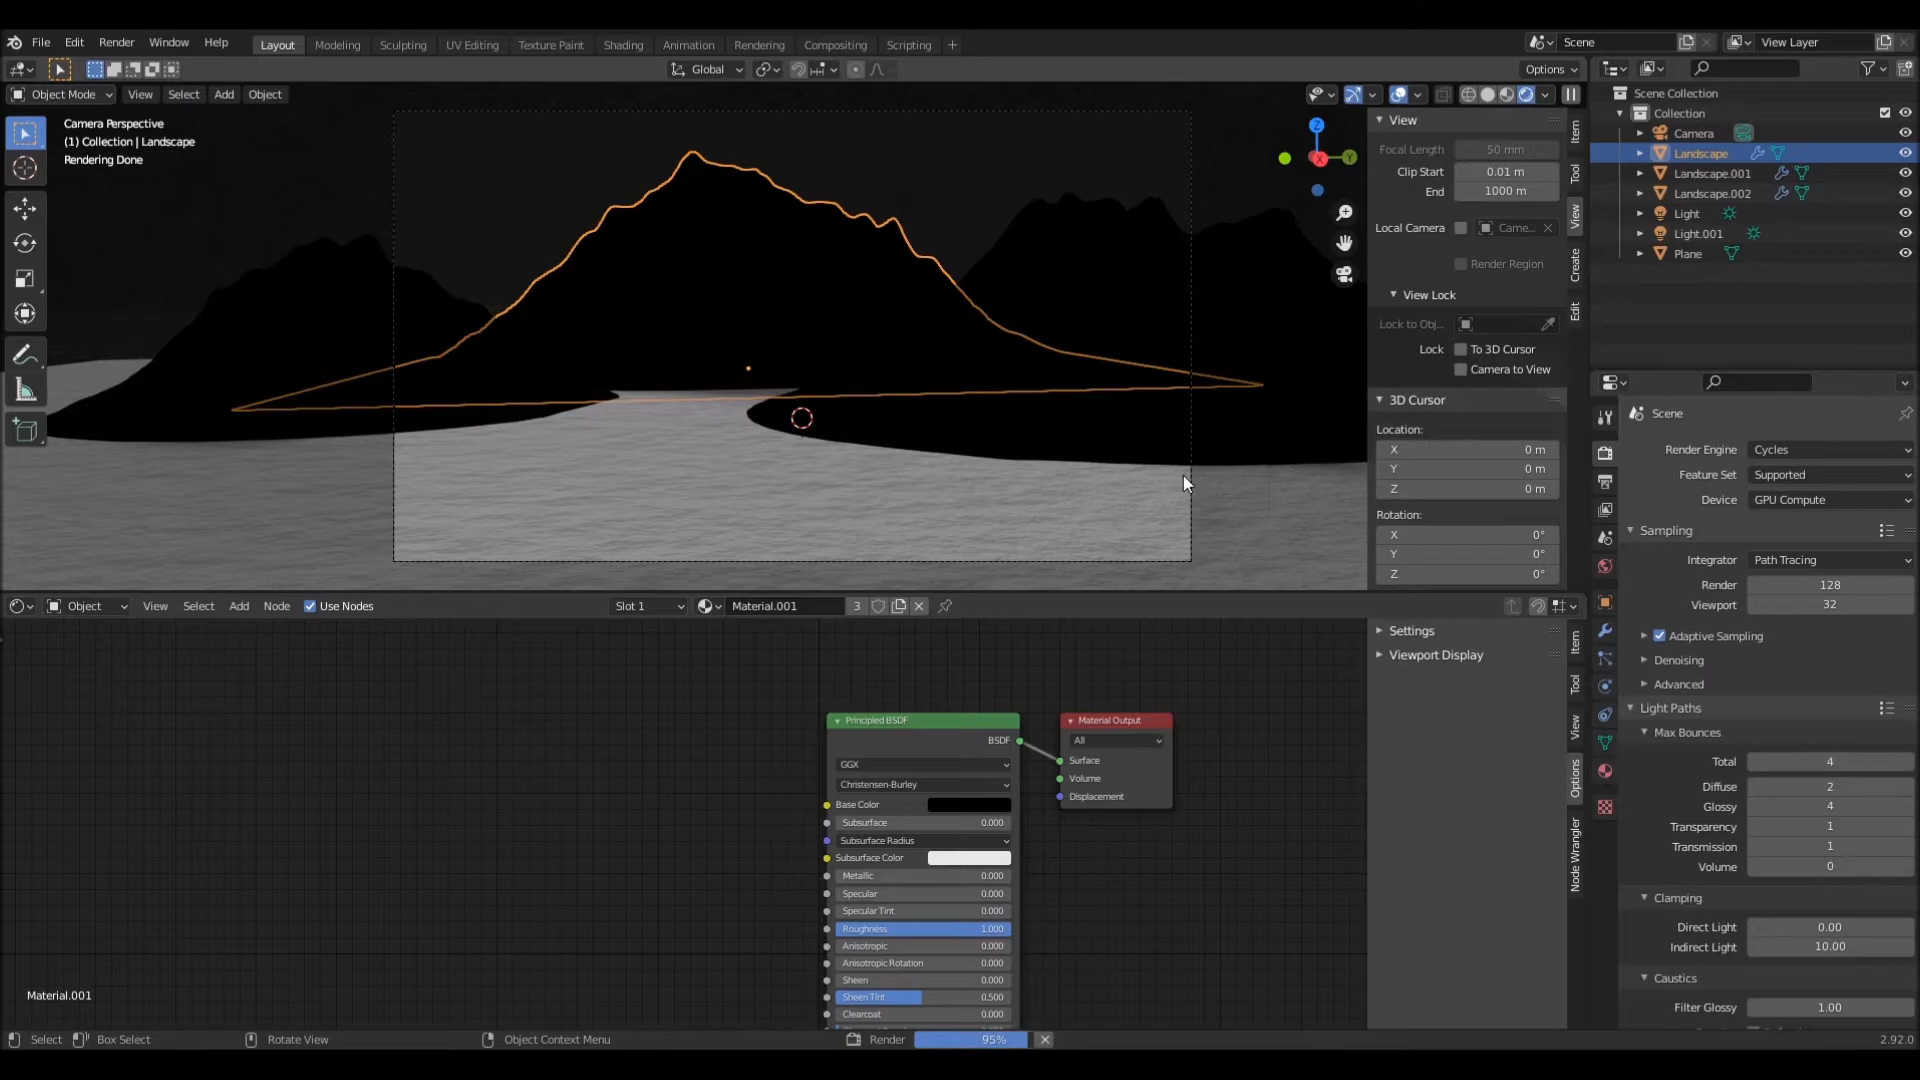 File Edit Render Window Help Layout Modeling Sculpting UV Editing Texture Paint Shading Animation Rendering Compositing Scripting +
Scene View Layer
Global Options
Object Mode View Select Add Object
Camera Perspective
(1) Collection | Landscape
Rendering Done
Z
X
Y
View
Focal Length 50 mm
Clip Start 0.01 m
End 1000 m
Local Camera Came...
Render Region
View Lock
Lock to Obj...
Lock To 3D Cursor
Camera to View
3D Cursor
Location:
X 0 m
Y 0 m
Z 0 m
Rotation:
X 0°
Y 0°
Z 0°
Item
Tool
View
Create
Edit
Scene Collection
Collection
Camera
Landscape
Landscape.001
Landscape.002
Light
Light.001
Plane
Scene
Render Engine Cycles
Feature Set Supported
Device GPU Compute
Sampling
Integrator Path Tracing
Render 128
Viewport 32
Adaptive Sampling
Denoising
Advanced
Light Paths
Max Bounces
Total 4
Diffuse 2
Glossy 4
Transparency 1
Transmission 1
Volume 0
Clamping
Direct Light 0.00
Indirect Light 10.00
Caustics
Filter Glossy 1.00
Object View Select Add Node Use Nodes Slot 1 Material.001 3
Settings
Viewport Display
Item
Tool
View
Options
Node Wrangler
Principled BSDF
BSDF
GGX
Christensen-Burley
Base Color
Subsurface 0.000
Subsurface Radius
Subsurface Color
Metallic 0.000
Specular 0.000
Specular Tint 0.000
Roughness 1.000
Anisotropic 0.000
Anisotropic Rotation 0.000
Sheen 0.000
Sheen Tint 0.500
Clearcoat 0.000
Material Output
All
Surface
Volume
Displacement
Material.001
Select Box Select Rotate View Object Context Menu Render 95% 2.92.0